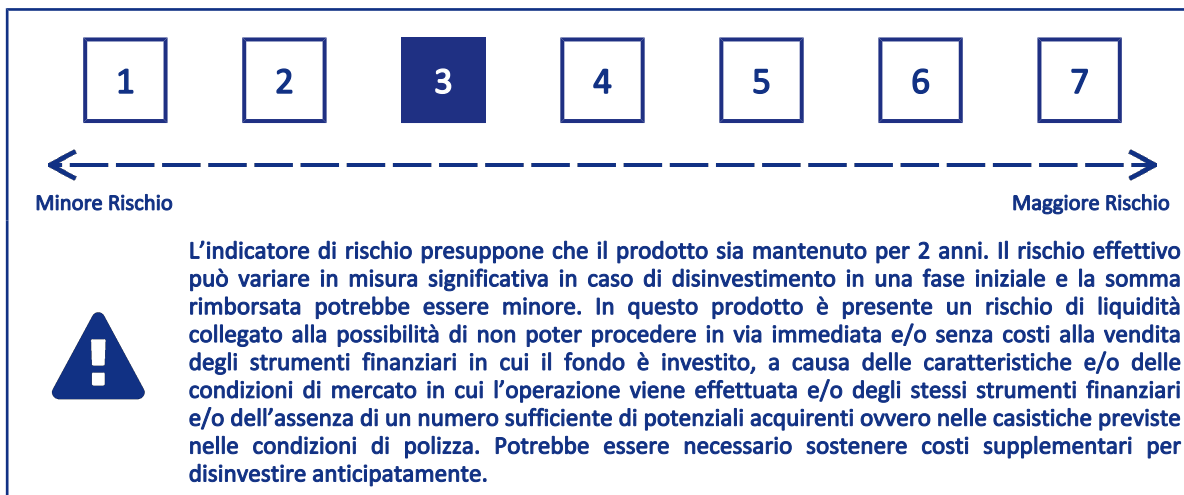 1 2 3 4 5 6 7
Minore Rischio Maggiore Rischio
L’indicatore di rischio presuppone che il prodotto sia mantenuto per 2 anni. Il rischio effettivo
può variare in misura significativa in caso di disinvestimento in una fase iniziale e la somma
rimborsata potrebbe essere minore. In questo prodotto è presente un rischio di liquidità
collegato alla possibilità di non poter procedere in via immediata e/o senza costi alla vendita
degli strumenti finanziari in cui il fondo è investito, a causa delle caratteristiche e/o delle
condizioni di mercato in cui l’operazione viene effettuata e/o degli stessi strumenti finanziari
e/o dell’assenza di un numero sufficiente di potenziali acquirenti ovvero nelle casistiche previste
nelle condizioni di polizza. Potrebbe essere necessario sostenere costi supplementari per
disinvestire anticipatamente.